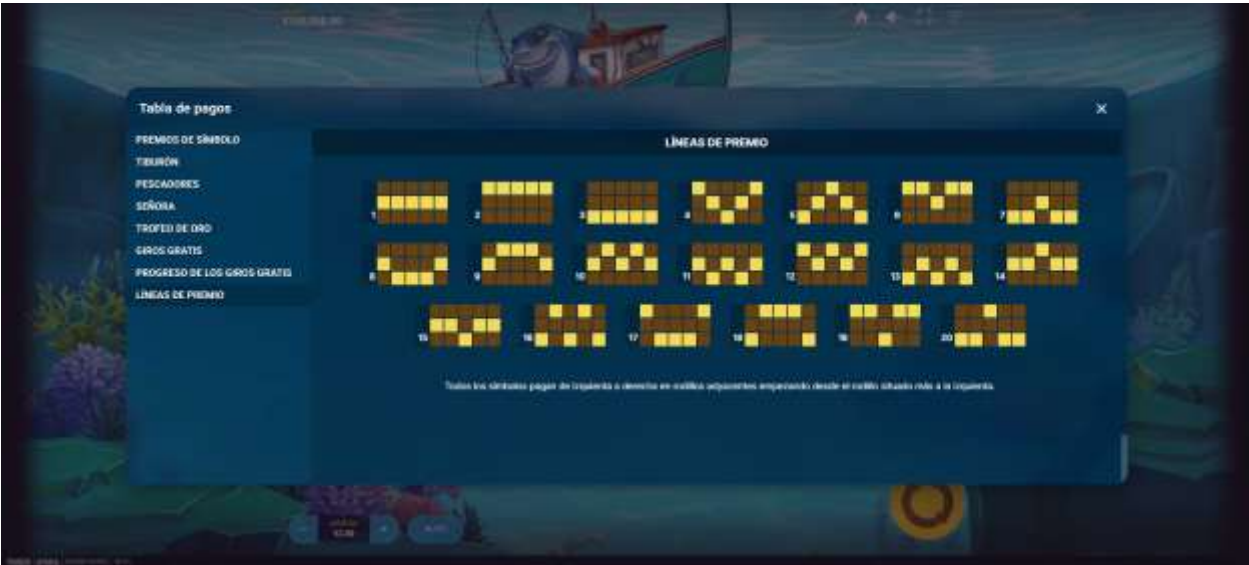 Tabla de pagos
PREMIOS DE SÍMBOLO
TIBURÓN
PESCADORES
SEÑORA
TROFEO DE ORO
GIROS GRATIS
PROGRESO DE LOS GIROS GRATIS
LÍNEAS DE PREMIO
LÍNEAS DE PREMIO
1 2 3 4 5 6 7
8 9 10 11 12 13 14
15 16 17 18 19 20
Todos los símbolos pagan de izquierda a derecha en rodillos adyacentes empezando desde el rodillo situado más a la izquierda.